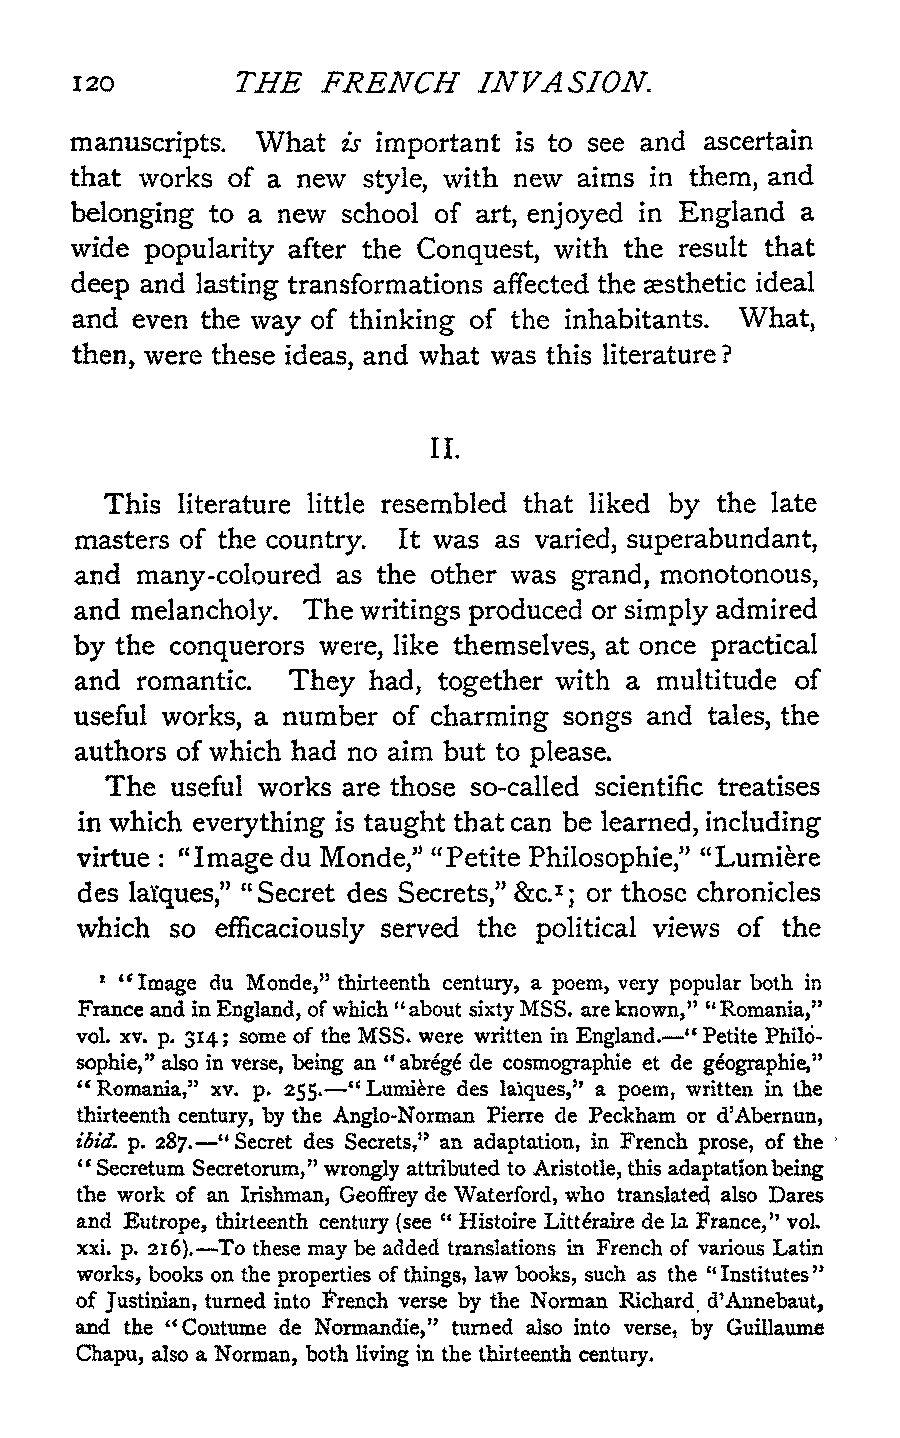 120 THE FRENCH INVASION.
manuscripts. What is important is to see and ascertain
that works of a new style, with new aims in them, and
belonging to a new school of art, enjoyed in England a
wide popularity after the Conquest, with the result that
deep and lasting transformations affected the æsthetic ideal
and even the way of thinking of the inhabitants. What,
then, were these ideas, and what was this literature?
II.
This literature little resembled that liked by the late
masters of the country. It was as varied, superabundant,
and many-coloured as the other was grand, monotonous,
and melancholy. The writings produced or simply admired
by the conquerors were, like themselves, at once practical
and romantic. They had, together with a multitude of
useful works, a number of charming songs and tales, the
authors of which had no aim but to please.
The useful works are those so-called scientific treatises
in which everything is taught that can be learned, including
virtue : "Image du Monde," "Petite Philosophie," "Lumière
des laïques," "Secret des Secrets," &c.¹; or those chronicles
which so efficaciously served the political views of the
¹ "Image du Monde," thirteenth century, a poem, very popular both in
France and in England, of which "about sixty MSS. are known," "Romania,"
vol. xv. p. 314; some of the MSS. were written in England.—"Petite Philo-
sophie," also in verse, being an "abrégé de cosmographie et de géographie,"
"Romania," xv. p. 255.—"Lumière des laïques," a poem, written in the
thirteenth century, by the Anglo-Norman Pierre de Peckham or d'Abernun,
ibid. p. 287.—"Secret des Secrets," an adaptation, in French prose, of the
"Secretum Secretorum," wrongly attributed to Aristotle, this adaptation being
the work of an Irishman, Geoffrey de Waterford, who translated also Dares
and Eutrope, thirteenth century (see "Histoire Littéraire de la France," vol.
xxi. p. 216).—To these may be added translations in French of various Latin
works, books on the properties of things, law books, such as the "Institutes"
of Justinian, turned into French verse by the Norman Richard d'Annebaut,
and the "Coutume de Normandie," turned also into verse, by Guillaume
Chapu, also a Norman, both living in the thirteenth century.